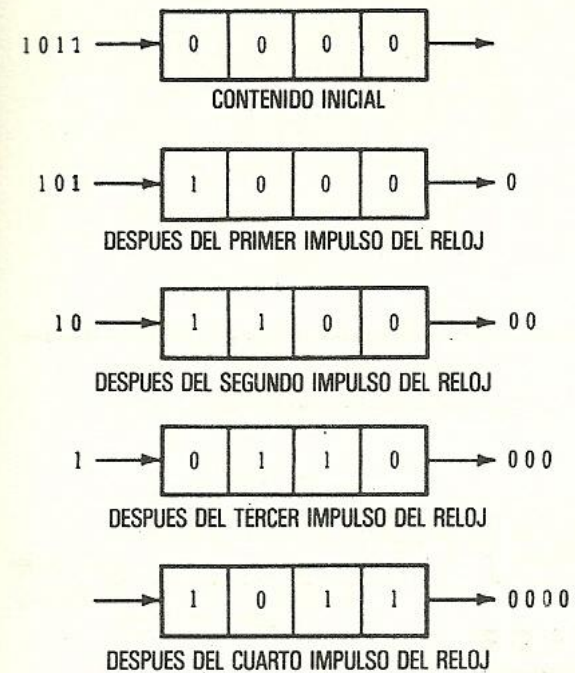 1011 0 0 0 0
CONTENIDO INICIAL
101 1 0 0 0 0
DESPUES DEL PRIMER IMPULSO DEL RELOJ
10 1 1 0 0 00
DESPUES DEL SEGUNDO IMPULSO DEL RELOJ
1 0 1 1 0 000
DESPUES DEL TERCER IMPULSO DEL RELOJ
1 0 1 1 0000
DESPUES DEL CUARTO IMPULSO DEL RELOJ